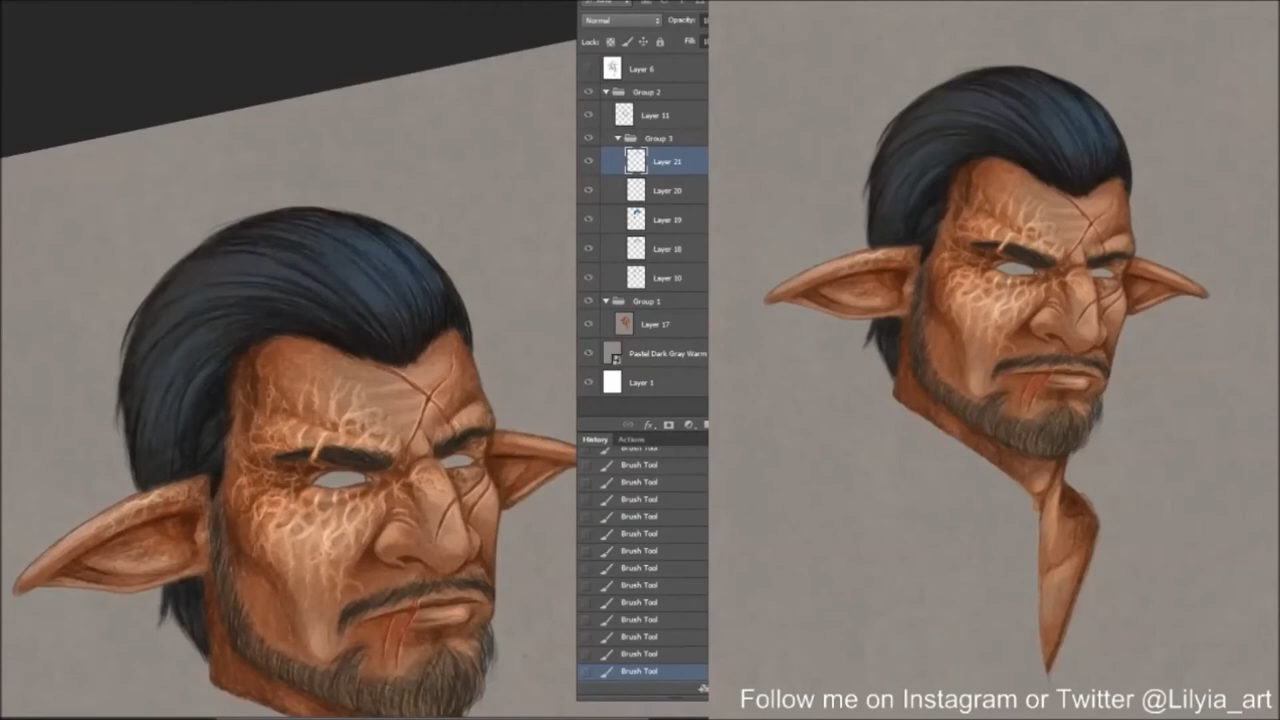 Normal
Opacity:
Lock:
Fill:
Layer 6
Group 2
Layer 11
Group 3
Layer 21
Layer 20
Layer 19
Layer 18
Layer 10
Group 1
Layer 17
Pastel Dark Gray Warm
Layer 1
fx
History
Actions
Brush Tool
Brush Tool
Brush Tool
Brush Tool
Brush Tool
Brush Tool
Brush Tool
Brush Tool
Brush Tool
Brush Tool
Brush Tool
Brush Tool
Brush Tool
Brush Tool
Follow me on Instagram or Twitter @Lilyia_art